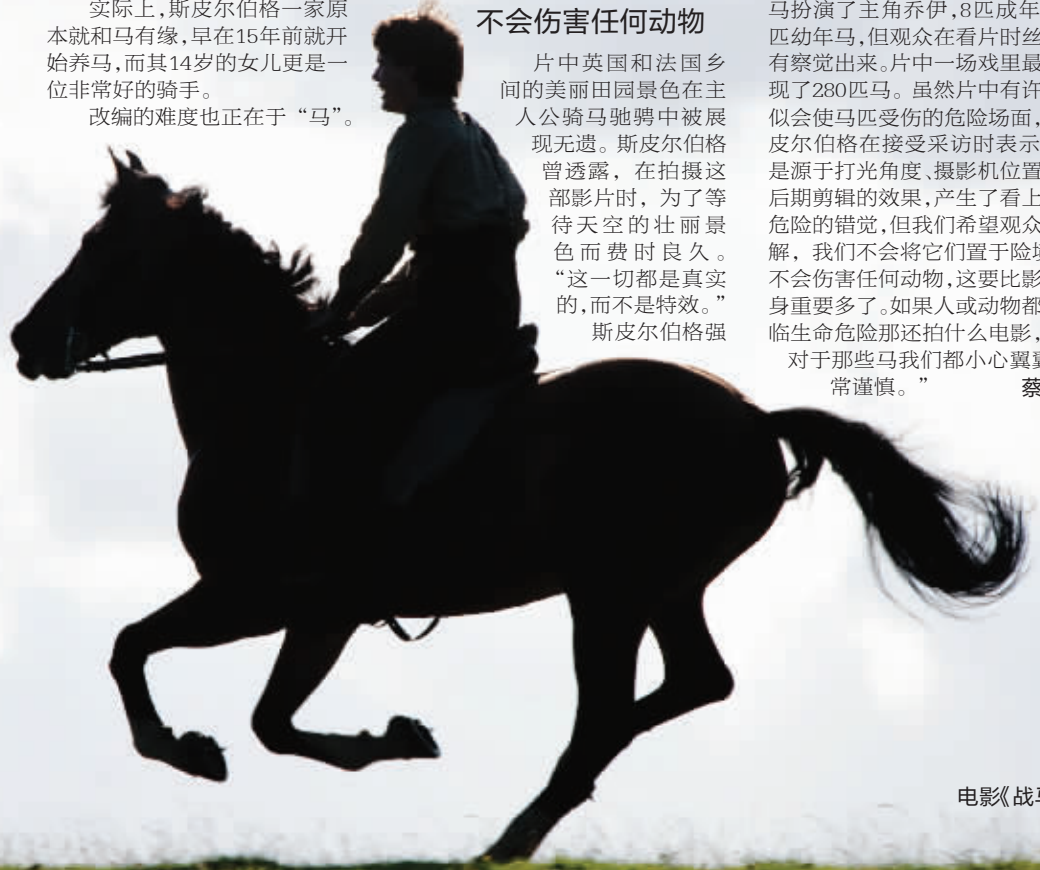 实际上,斯皮尔伯格一家原
本就和马有缘,早在15年前就开
始养马,而其14岁的女儿更是一
位非常好的骑手。
改编的难度也正在于“马”。
不会伤害任何动物
片中英国和法国乡
间的美丽田园景色在主
人公骑马驰骋中被展
现无遗。斯皮尔伯格
曾透露，在拍摄这
部影片时，为了等
待天空的壮丽景
色而费时良久。
“这一切都是真实
的,而不是特效。”
斯皮尔伯格强
马扮演了主角乔伊,8匹成年
匹幼年马,但观众在看片时丝
有察觉出来。片中一场戏里最
现了280匹马。虽然片中有许
似会使马匹受伤的危险场面,
皮尔伯格在接受采访时表示
是源于打光角度、摄影机位置
后期剪辑的效果,产生了看上
危险的错觉,但我们希望观众
解，我们不会将它们置于险境
不会伤害任何动物,这要比影
身重要多了。如果人或动物都
临生命危险那还拍什么电影,
对于那些马我们都小心翼翼
常谨慎。”
蔡
电影《战马